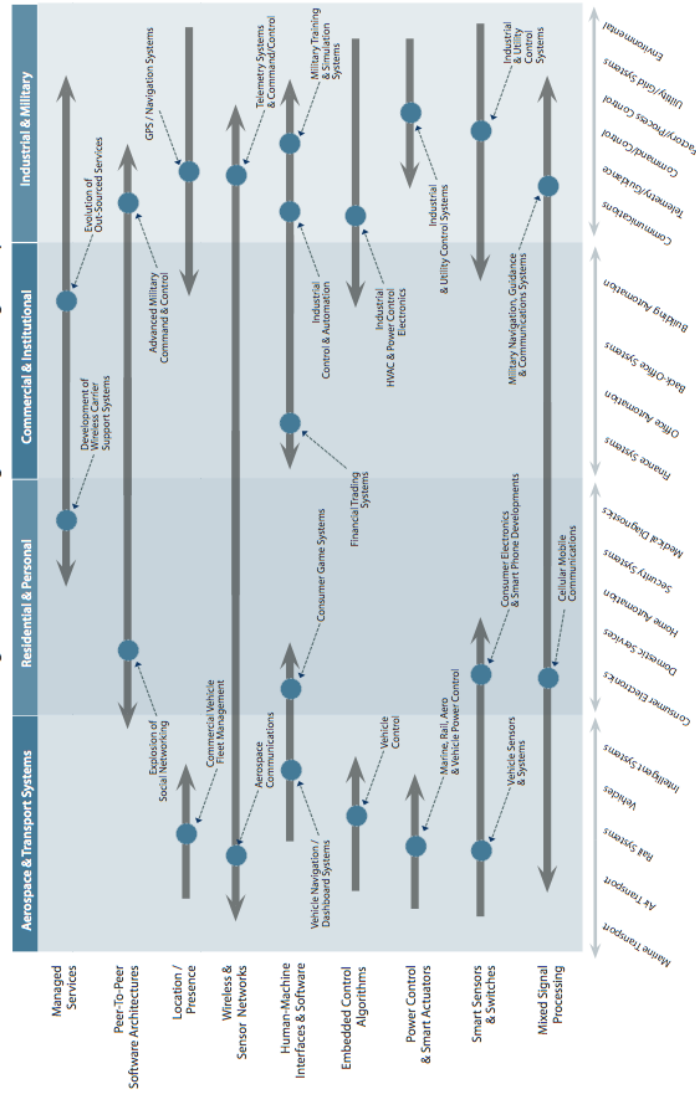 Aerospace & Transport Systems
Residential & Personal
Commercial & Institutional
Industrial & Military
Managed
Services
Development of
Wireless Carrier
Support Systems
Evolution of
Out-Sourced Services
Peer-To-Peer
Software Architectures
Explosion of
Social Networking
Advanced Military
Command & Control
Location /
Presence
Commercial Vehicle
Fleet Management
GPS / Navigation Systems
Wireless &
Sensor Networks
Aerospace
Communications
Telemetry Systems
& Command/Control
Human-Machine
Interfaces & Software
Vehicle Navigation /
Dashboard Systems
Consumer Game Systems
Financial Trading
Systems
Industrial
Control & Automation
Military Training
& Simulation
Systems
Embedded Control
Algorithms
Vehicle
Control
Industrial
HVAC & Power Control
Electronics
Power Control
& Smart Actuators
Marine, Rail, Aero
& Vehicle Power Control
Industrial
& Utility Control Systems
Smart Sensors
& Switches
Vehicle Sensors
& Systems
Consumer Electronics
& Smart Phone Developments
Industrial
& Utility
Control
Systems
Mixed Signal
Processing
Cellular Mobile
Communications
Military Navigation, Guidance
& Communications Systems
Marine Transport
Air Transport
Rail Systems
Vehicles
Intelligent Systems
Consumer Electronics
Domestic Services
Home Automation
Security Systems
Medical Diagnostics
Finance Systems
Office Automation
Back-Office Systems
Building Automation
Communications
Telemetry/Guidance
Command/Control
Factory/Process Control
Utility/Grid Systems
Environmental